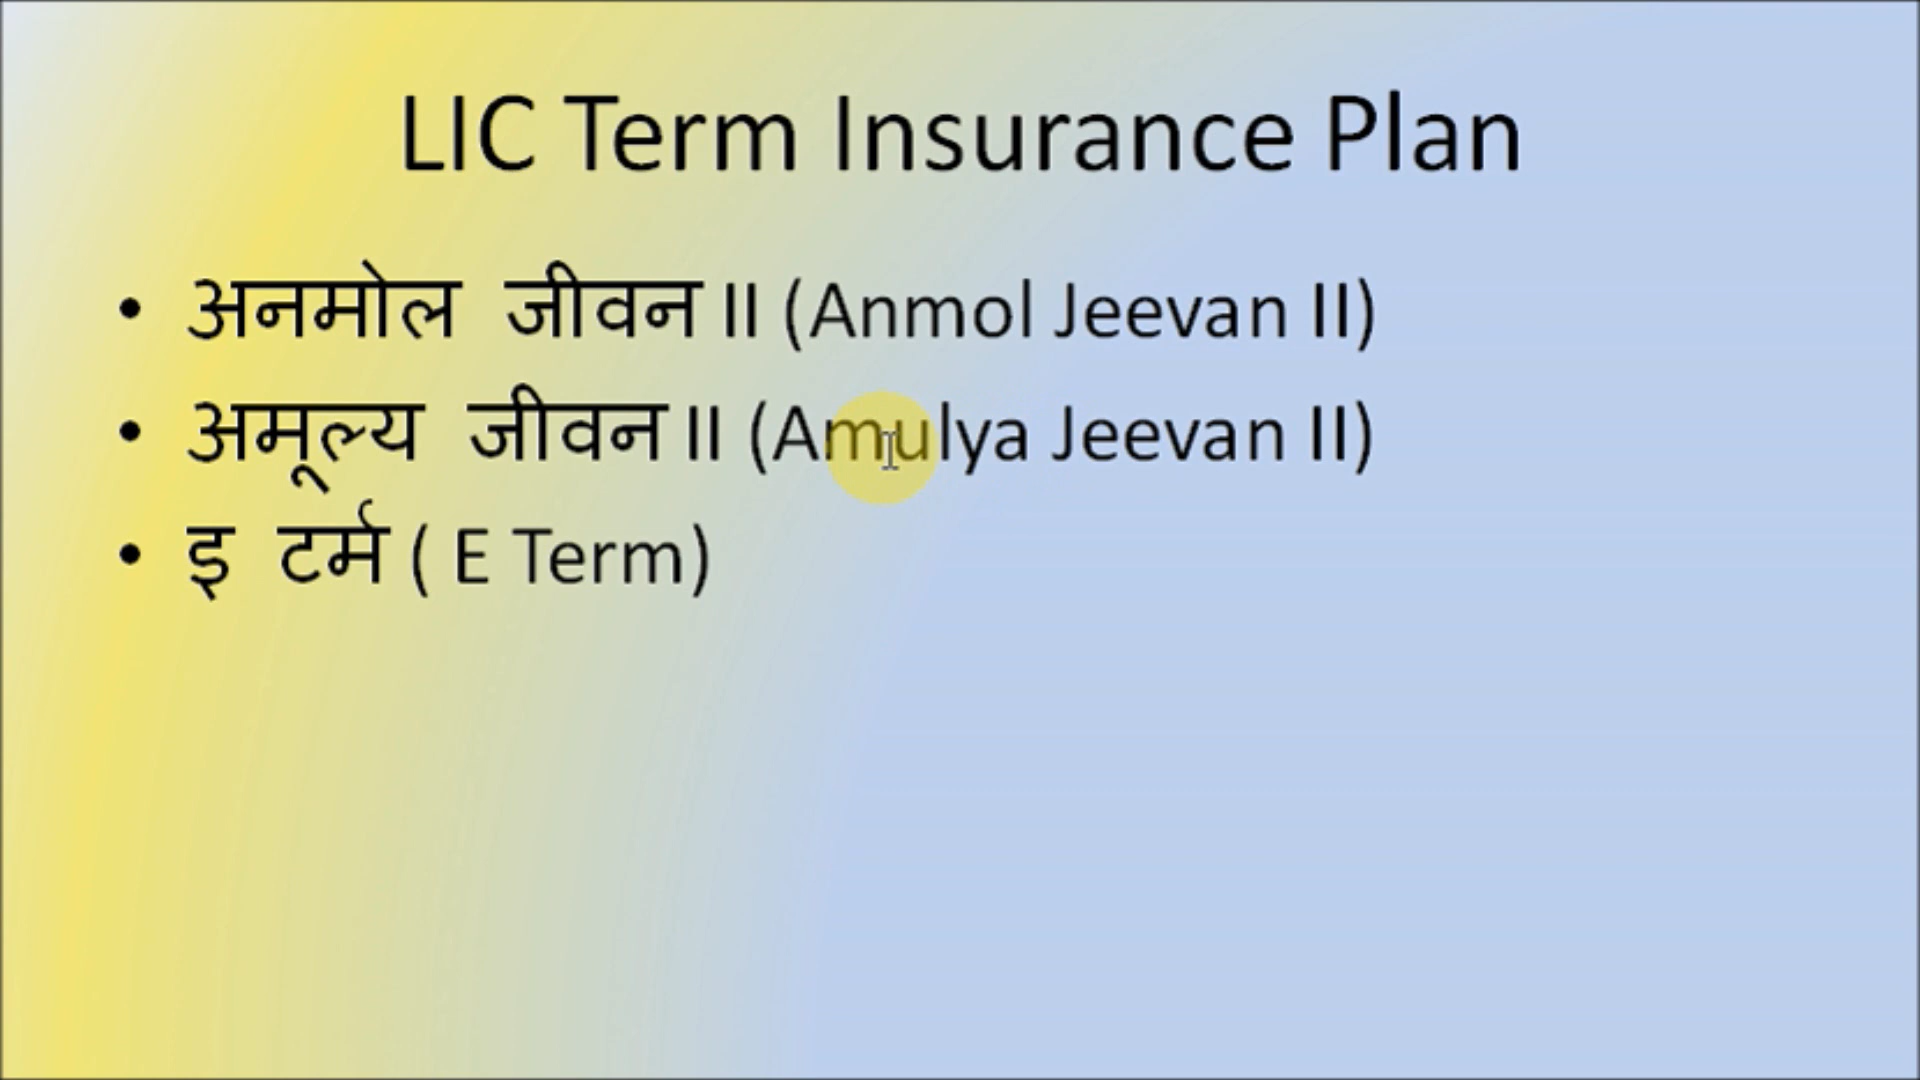 LIC Term Insurance Plan
• अनमोल जीवन II (Anmol Jeevan II)
• अमूल्य जीवन II (Amulya Jeevan II)
• इ टर्म ( E Term)